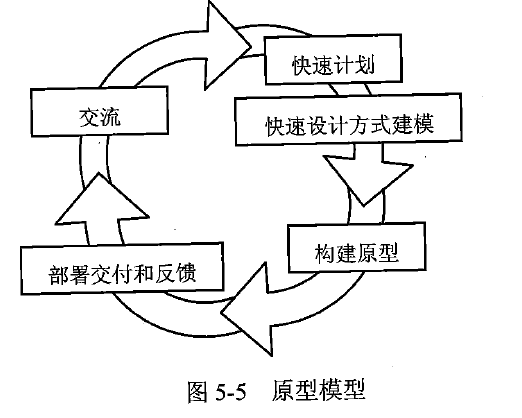 快速计划
交流
快速设计方式建模
构建原型
部署交付和反馈
图 5-5 原型模型